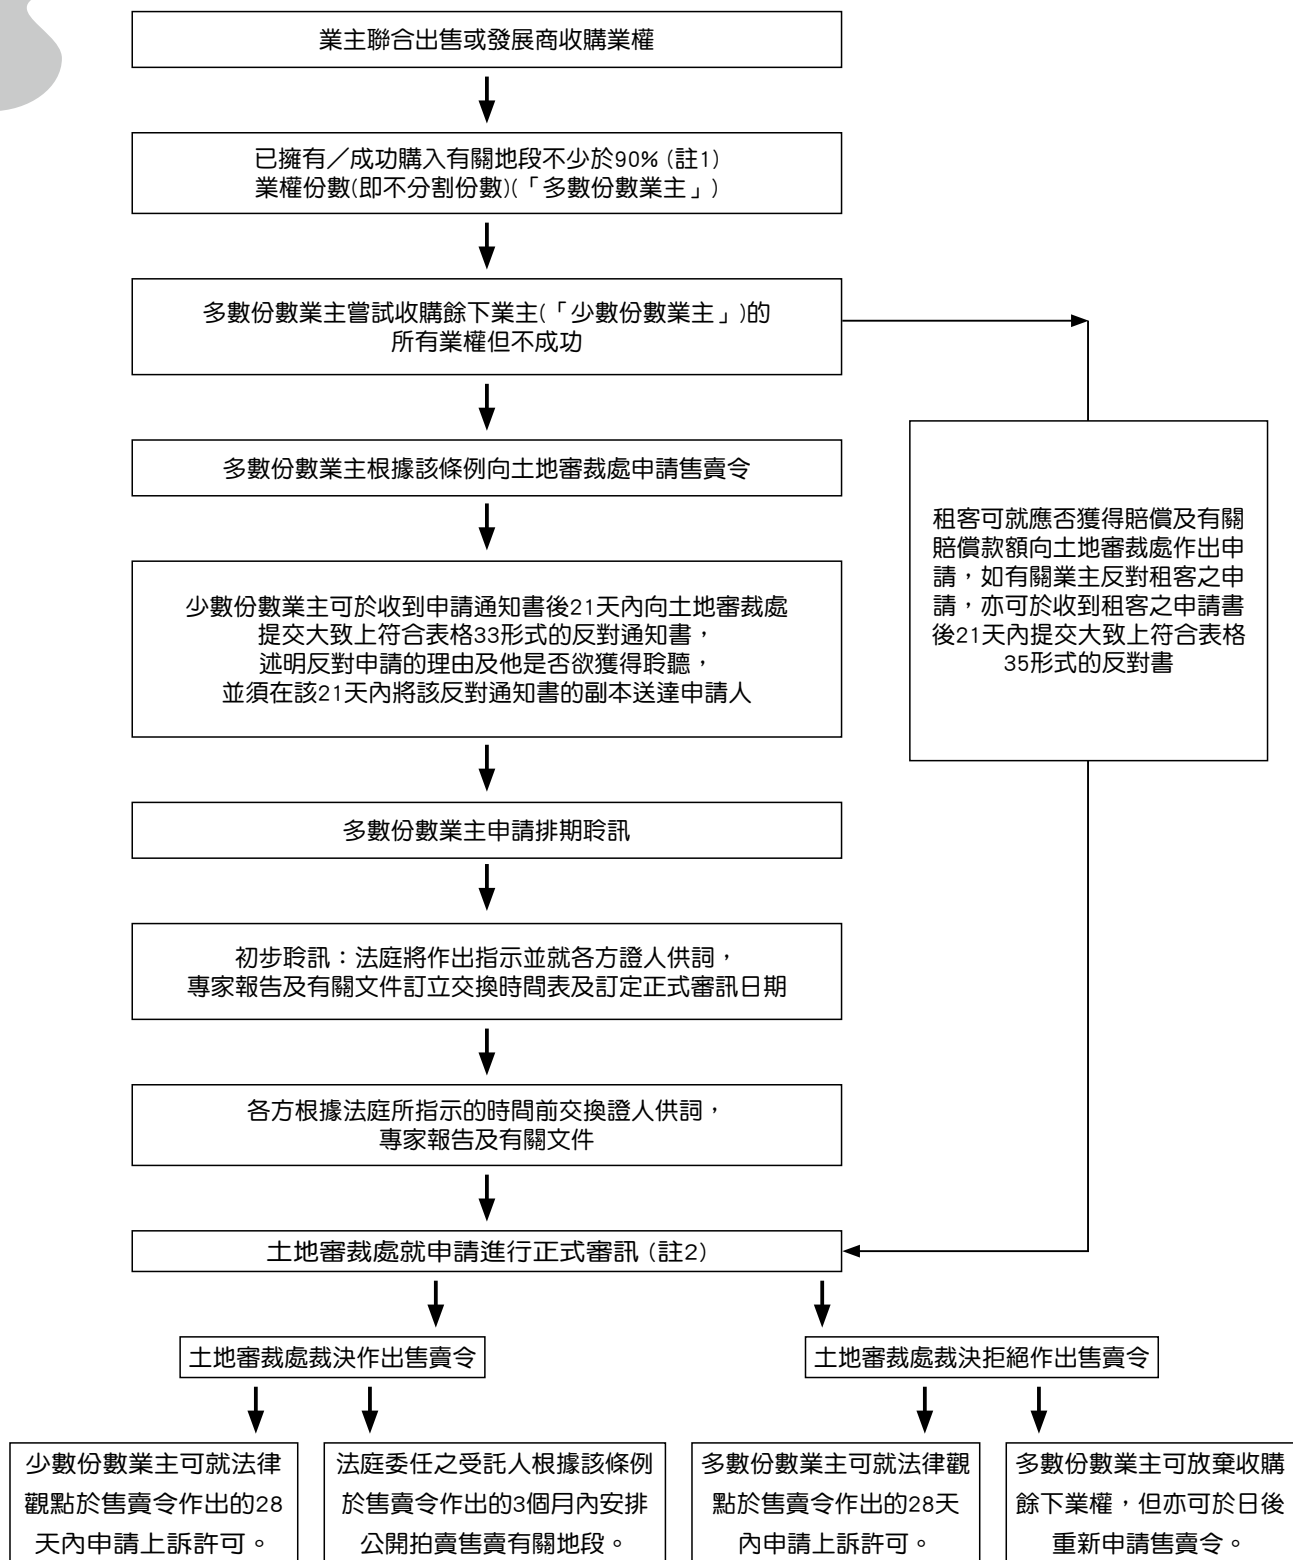 業主聯合出售或發展商收購業權
已擁有／成功購入有關地段不少於90% (註1)
業權份數(即不分割份數)(「多數份數業主」)
多數份數業主嘗試收購餘下業主(「少數份數業主」)的
所有業權但不成功
多數份數業主根據該條例向土地審裁處申請售賣令
租客可就應否獲得賠償及有關
賠償款額向土地審裁處作出申
請，如有關業主反對租客之申
請，亦可於收到租客之申請書
後21天內提交大致上符合表格
35形式的反對書
少數份數業主可於收到申請通知書後21天內向土地審裁處
提交大致上符合表格33形式的反對通知書，
述明反對申請的理由及他是否欲獲得聆聽，
並須在該21天內將該反對通知書的副本送達申請人
多數份數業主申請排期聆訊
初步聆訊：法庭將作出指示並就各方證人供詞，
專家報告及有關文件訂立交換時間表及訂定正式審訊日期
各方根據法庭所指示的時間前交換證人供詞，
專家報告及有關文件
土地審裁處就申請進行正式審訊 (註2)
土地審裁處裁決作出售賣令
土地審裁處裁決拒絕作出售賣令
少數份數業主可就法律
觀點於售賣令作出的28
天內申請上訴許可。
法庭委任之受託人根據該條例
於售賣令作出的3個月內安排
公開拍賣售賣有關地段。
多數份數業主可就法律觀
點於售賣令作出的28天
內申請上訴許可。
多數份數業主可放棄收購
餘下業權，但亦可於日後
重新申請售賣令。